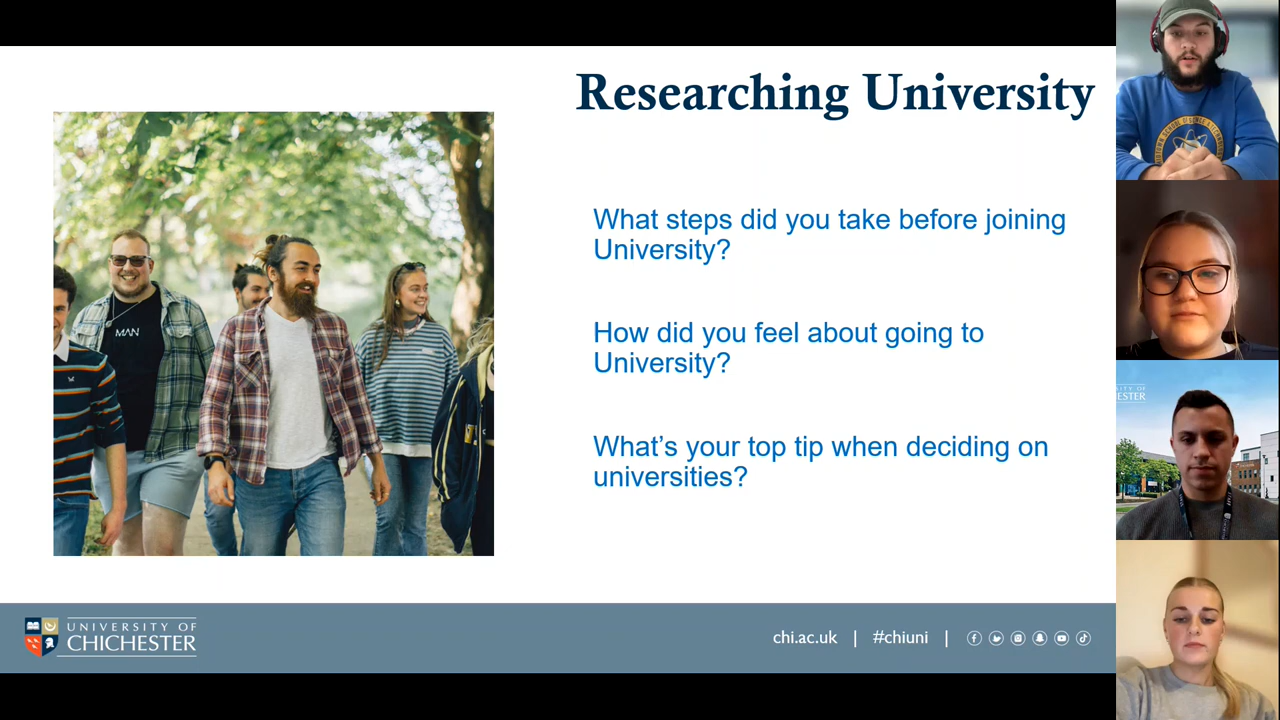 Researching University
What steps did you take before joining
University?
How did you feel about going to
University?
What’s your top tip when deciding on
universities?
MAN
UNIVERSITY OF
CHICHESTER
chi.ac.uk | #chiuni |